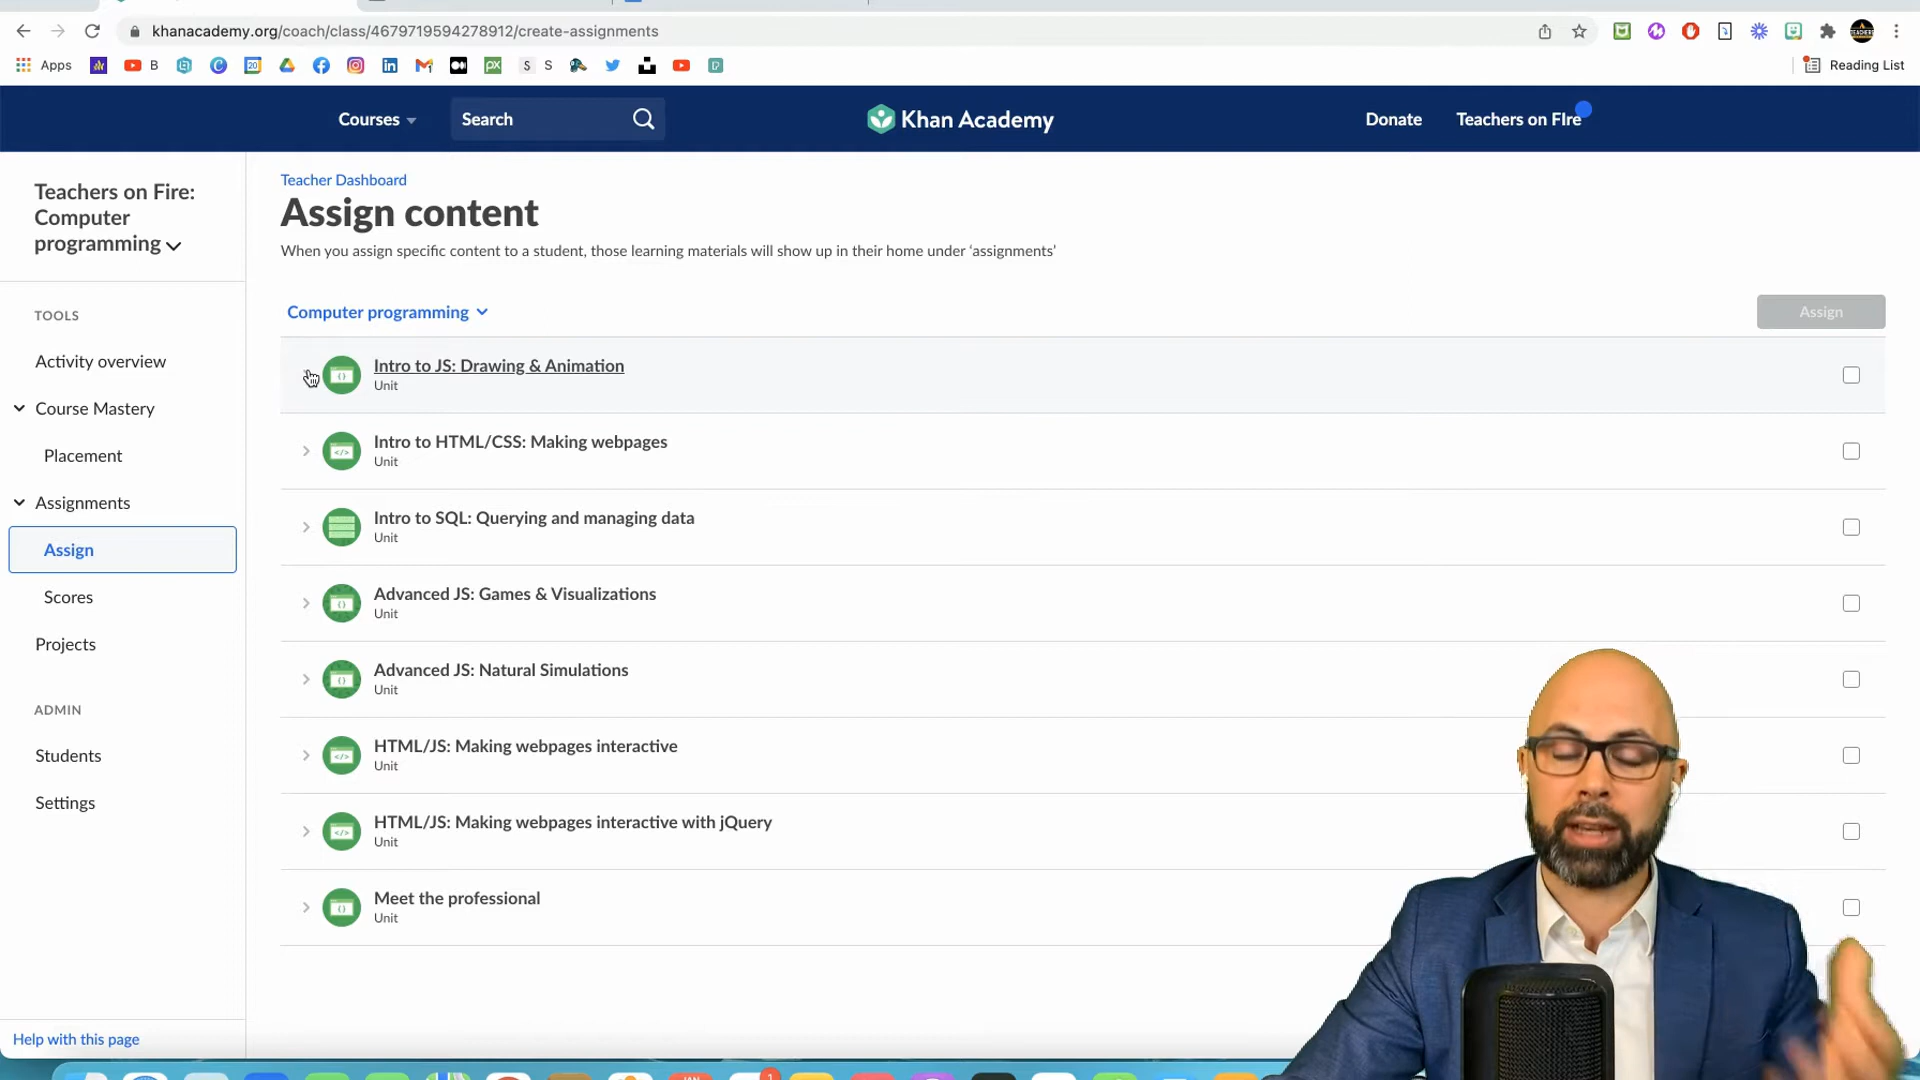 khanacademy.org/coach/class/4679719594278912/create-assignments
Apps
B
20
S
S
Reading List
Courses
Search
Khan Academy
Donate
Teachers on FIre
Teachers on Fire:
Computer
programming
TOOLS
Activity overview
Course Mastery
Placement
Assignments
Assign
Scores
Projects
ADMIN
Students
Settings
Help with this page
Teacher Dashboard
Assign content
When you assign specific content to a student, those learning materials will show up in their home under ‘assignments’
Computer programming
Assign
Intro to JS: Drawing & Animation
Unit
Intro to HTML/CSS: Making webpages
Unit
Intro to SQL: Querying and managing data
Unit
Advanced JS: Games & Visualizations
Unit
Advanced JS: Natural Simulations
Unit
HTML/JS: Making webpages interactive
Unit
HTML/JS: Making webpages interactive with jQuery
Unit
Meet the professional
Unit
JAN
1